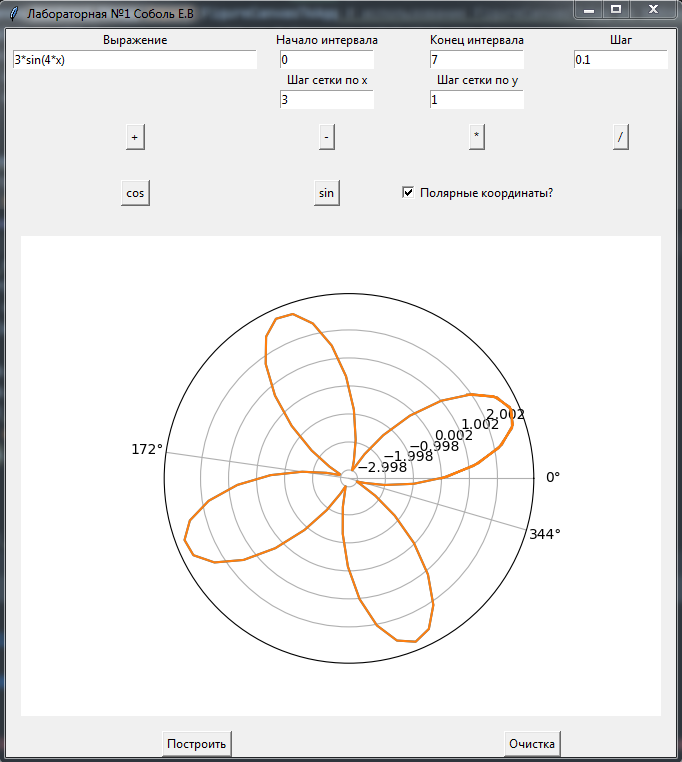 Лабораторная №1 Соболь Е.В
Выражение Начало интервала Конец интервала Шаг
3*sin(4*x) 0 7 0.1
Шаг сетки по x Шаг сетки по y
3 1
+ - * /
cos sin Полярные координаты?
2.002
1.002
0.002
−0.998
172°
−1.998
−2.998
0°
344°
Построить Очистка